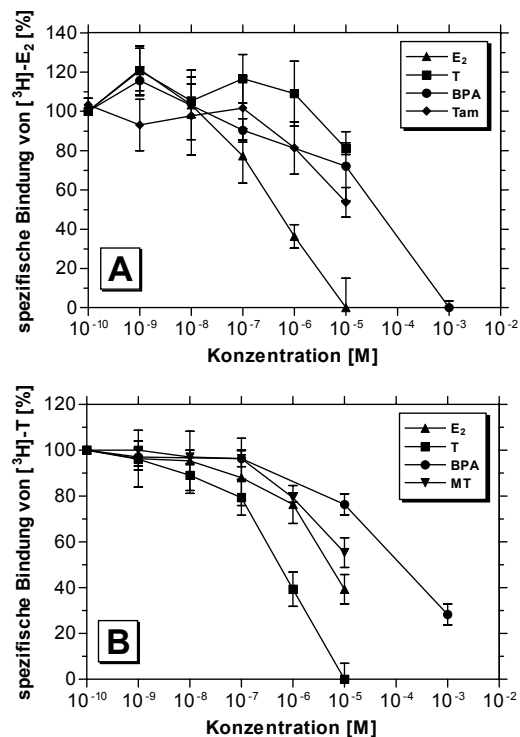 spezifische Bindung von [³H]-E₂ [%]
140
120
100
80
60
40
20
0
E₂
T
BPA
Tam
A
10⁻¹⁰ 10⁻⁹ 10⁻⁸ 10⁻⁷ 10⁻⁶ 10⁻⁵ 10⁻⁴ 10⁻³ 10⁻²
Konzentration [M]
spezifische Bindung von [³H]-T [%]
120
100
80
60
40
20
0
E₂
T
BPA
MT
B
10⁻¹⁰ 10⁻⁹ 10⁻⁸ 10⁻⁷ 10⁻⁶ 10⁻⁵ 10⁻⁴ 10⁻³ 10⁻²
Konzentration [M]